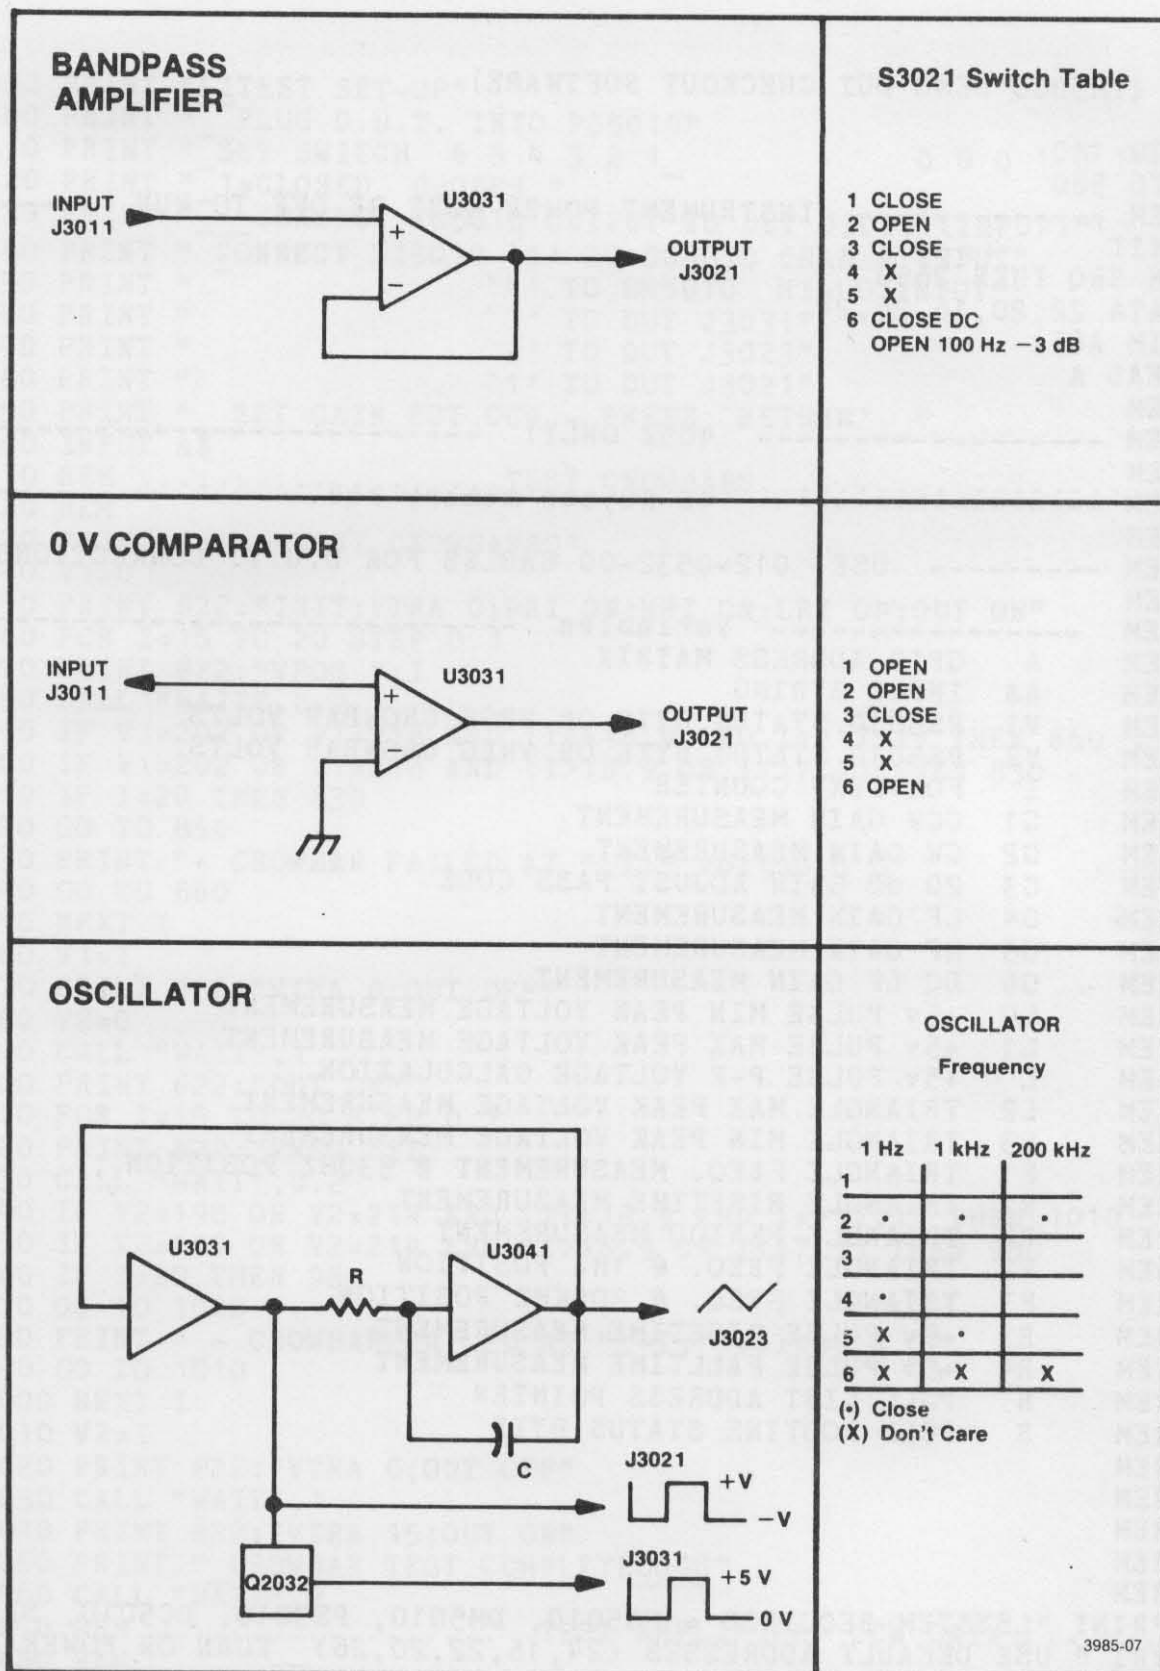 BANDPASS
AMPLIFIER
S3021 Switch Table
INPUT
J3011
U3031
+
−
OUTPUT
J3021
1 CLOSE
2 OPEN
3 CLOSE
4 X
5 X
6 CLOSE DC
OPEN 100 Hz −3 dB
0 V COMPARATOR
INPUT
J3011
U3031
+
−
OUTPUT
J3021
1 OPEN
2 OPEN
3 CLOSE
4 X
5 X
6 OPEN
OSCILLATOR
U3031
R
U3041
J3023
C
J3021
+V
−V
Q2032
J3031
+5 V
0 V
OSCILLATOR
Frequency
1 Hz 1 kHz 200 kHz
1
2 • • •
3
4 •
5 X •
6 X X X
(•) Close
(X) Don't Care
3985-07